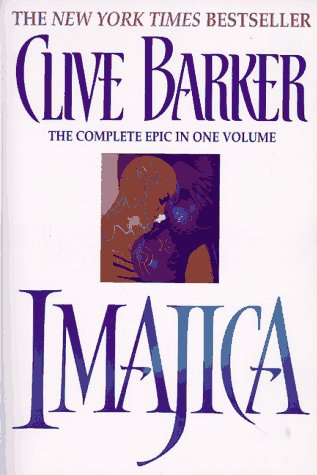 THE NEW YORK TIMES BESTSELLER
CLIVE BARKER
THE COMPLETE EPIC IN ONE VOLUME
IMAJICA